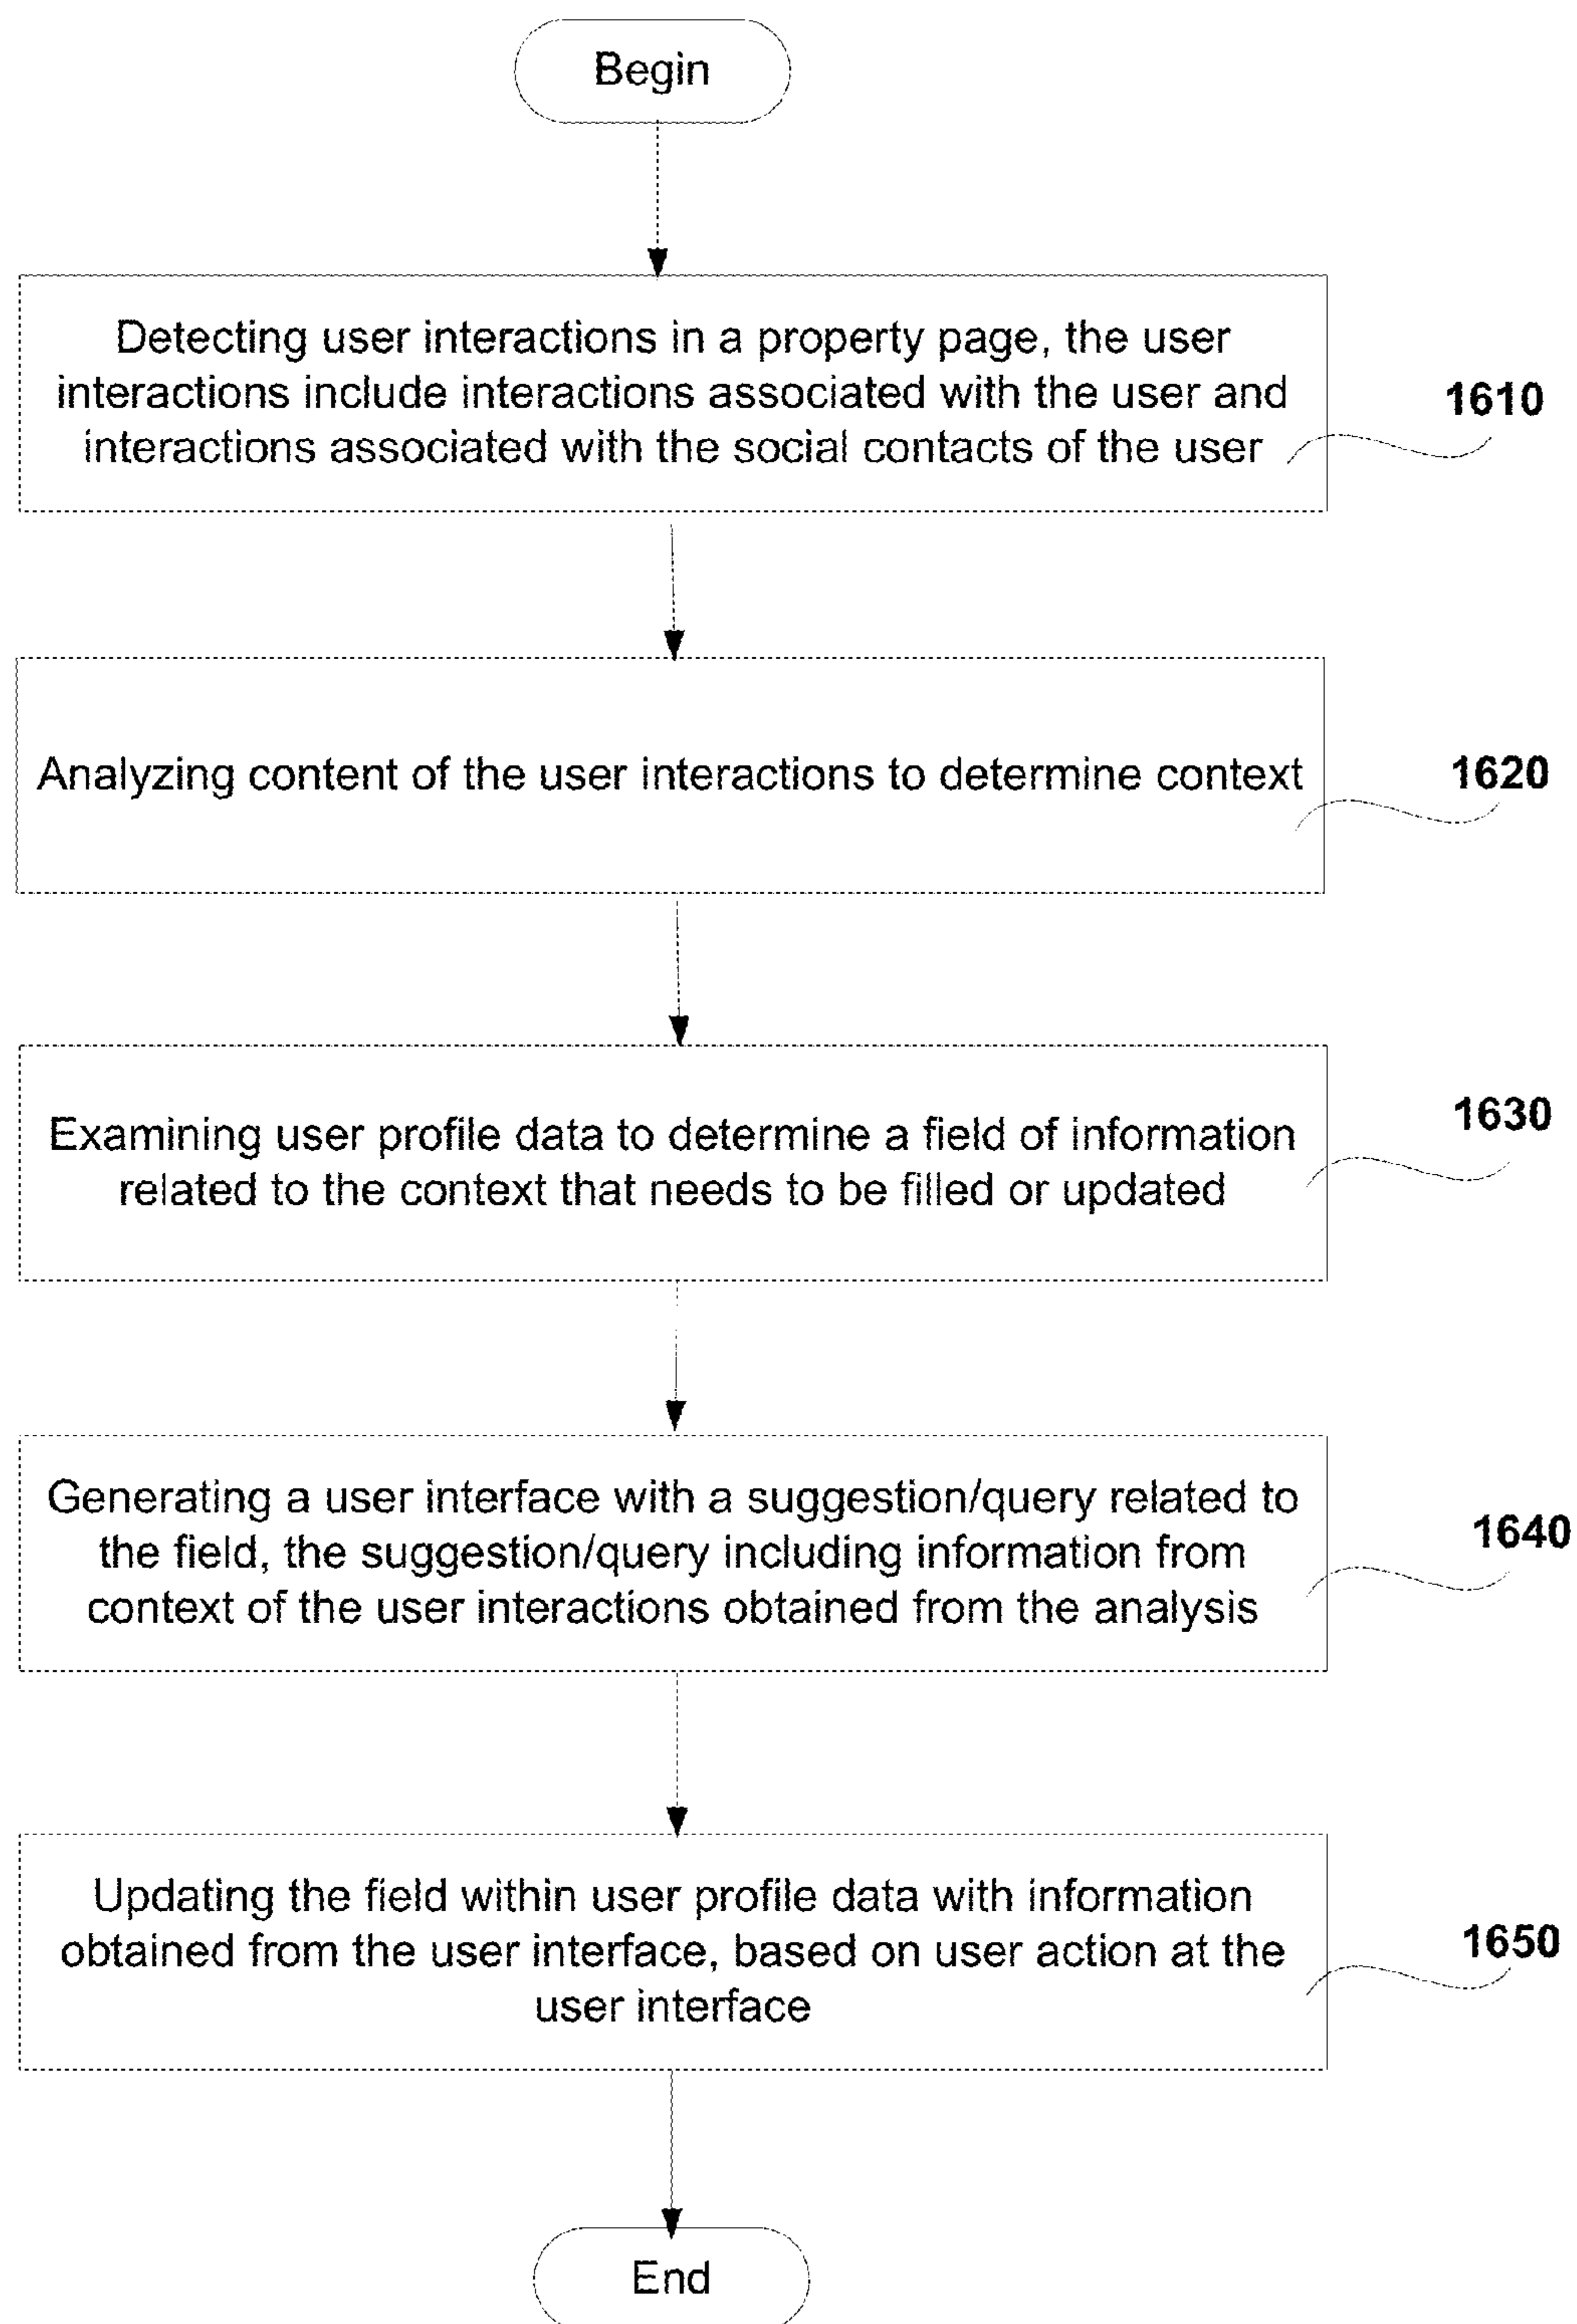 Begin
Detecting user interactions in a property page, the user
interactions include interactions associated with the user and
interactions associated with the social contacts of the user
1610
Analyzing content of the user interactions to determine context
1620
Examining user profile data to determine a field of information
related to the context that needs to be filled or updated
1630
Generating a user interface with a suggestion/query related to
the field, the suggestion/query including information from
context of the user interactions obtained from the analysis
1640
Updating the field within user profile data with information
obtained from the user interface, based on user action at the
user interface
1650
End